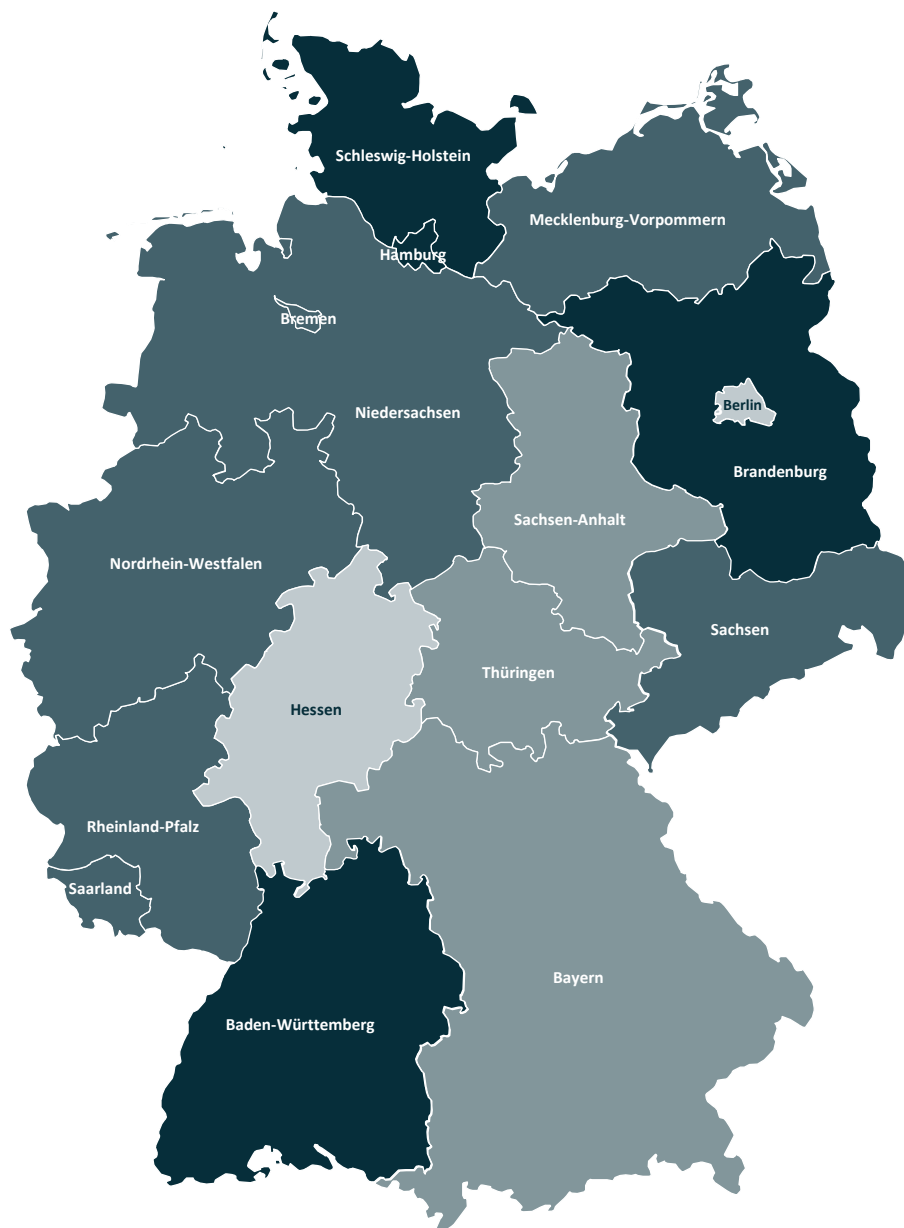 Schleswig-Holstein
Mecklenburg-Vorpommern
Hamburg
Bremen
Berlin
Niedersachsen
Brandenburg
Sachsen-Anhalt
Nordrhein-Westfalen
Sachsen
Thüringen
Hessen
Rheinland-Pfalz
Saarland
Bayern
Baden-Württemberg